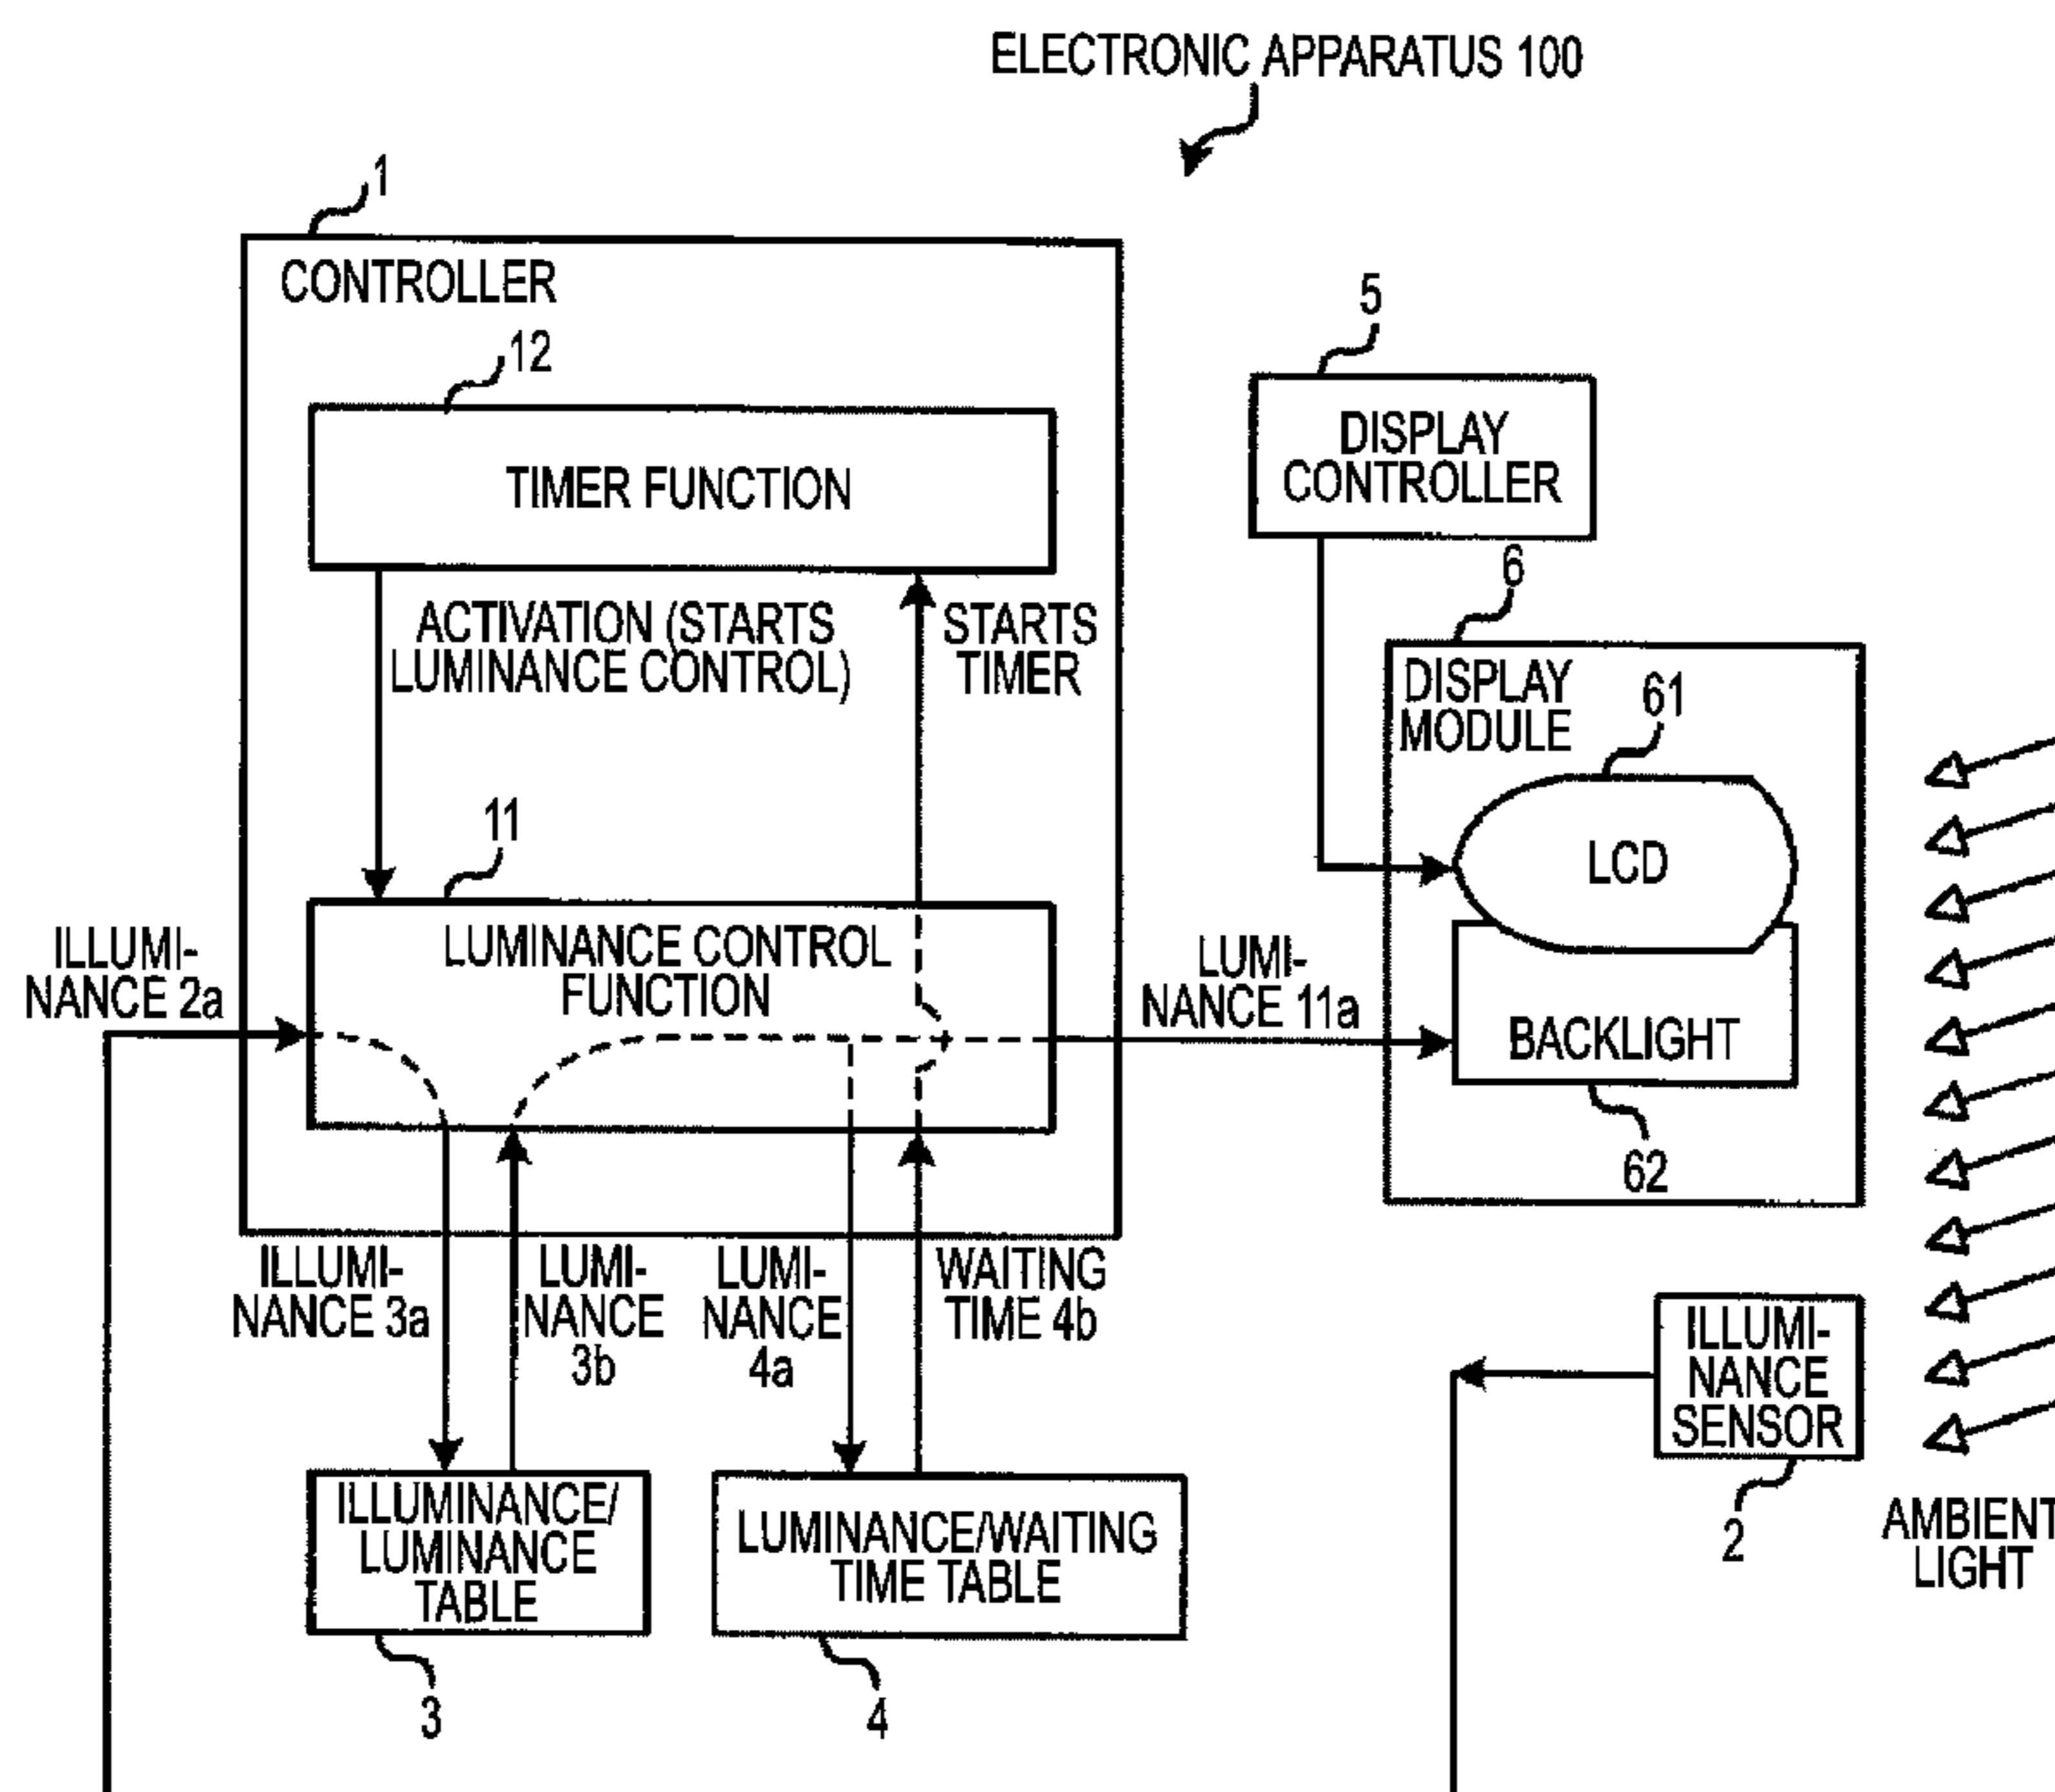 ELECTRONIC APPARATUS 100
1
CONTROLLER
12
TIMER FUNCTION
ACTIVATION (STARTS
LUMINANCE CONTROL)
STARTS
TIMER
11
LUMINANCE CONTROL
FUNCTION
ILLUMI-
NANCE 2a
LUMI-
NANCE 11a
5
DISPLAY
CONTROLLER
6
DISPLAY
MODULE
61
LCD
BACKLIGHT
62
ILLUMI-
NANCE 3a
LUMI-
NANCE
3b
LUMI-
NANCE
4a
WAITING
TIME 4b
ILLUMINANCE/
LUMINANCE
TABLE
3
LUMINANCE/WAITING
TIME TABLE
4
ILLUMI-
NANCE
SENSOR
2
AMBIENT
LIGHT